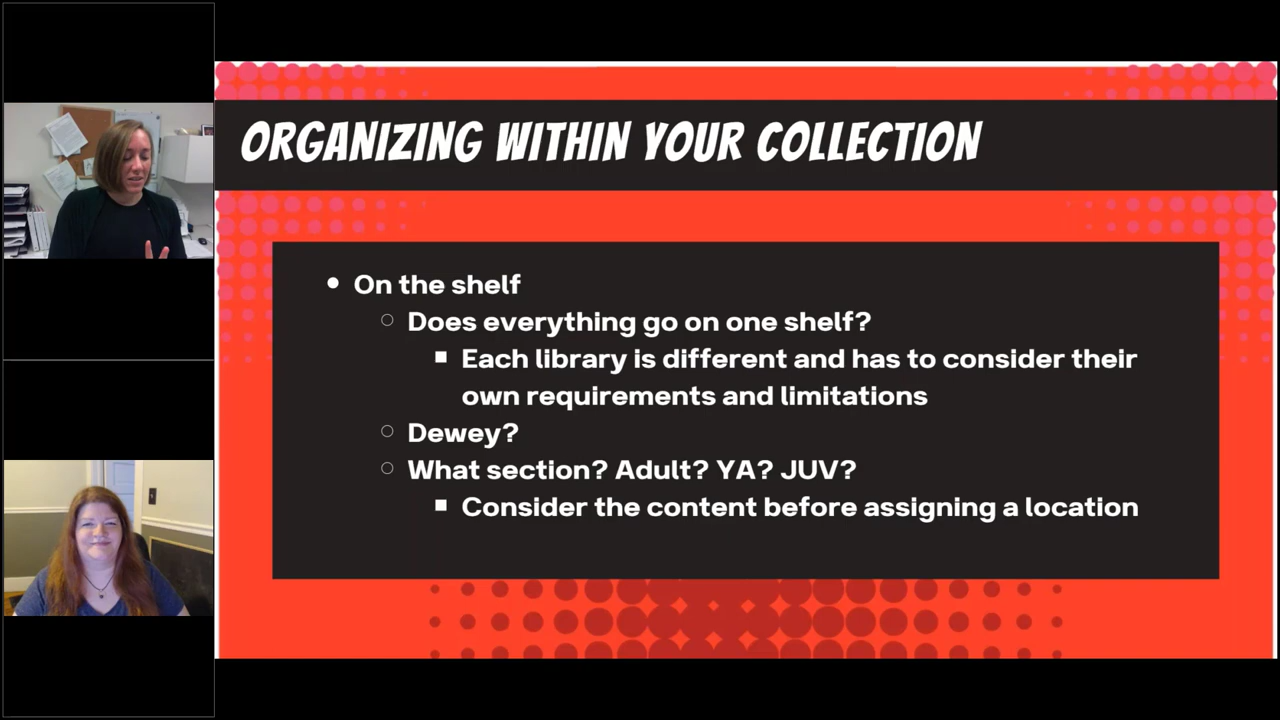 ORGANIZING WITHIN YOUR COLLECTION
On the shelf
Does everything go on one shelf?
Each library is different and has to consider their
own requirements and limitations
Dewey?
What section? Adult? YA? JUV?
Consider the content before assigning a location